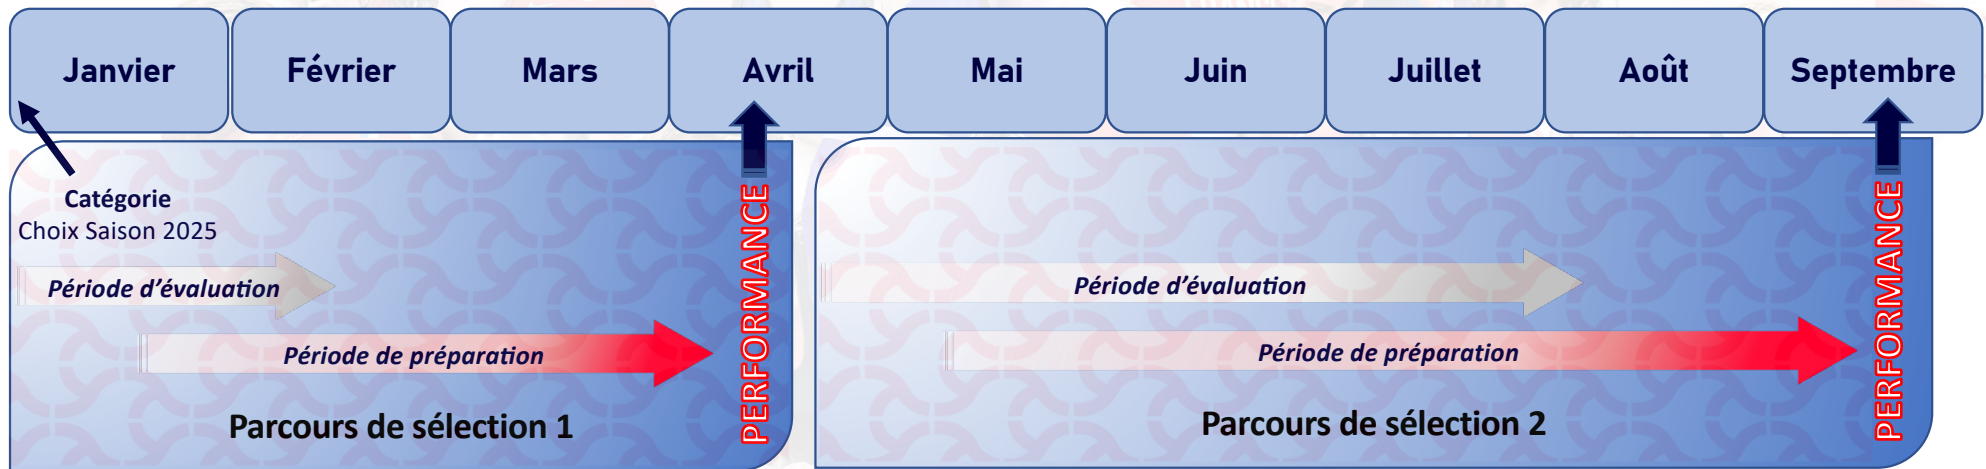 Janvier
Février
Mars
Avril
Mai
Juin
Juillet
Août
Septembre
Catégorie
Choix Saison 2025
Période d'évaluation
Période de préparation
Parcours de sélection 1
PERFORMANCE
Période d'évaluation
Période de préparation
Parcours de sélection 2
PERFORMANCE